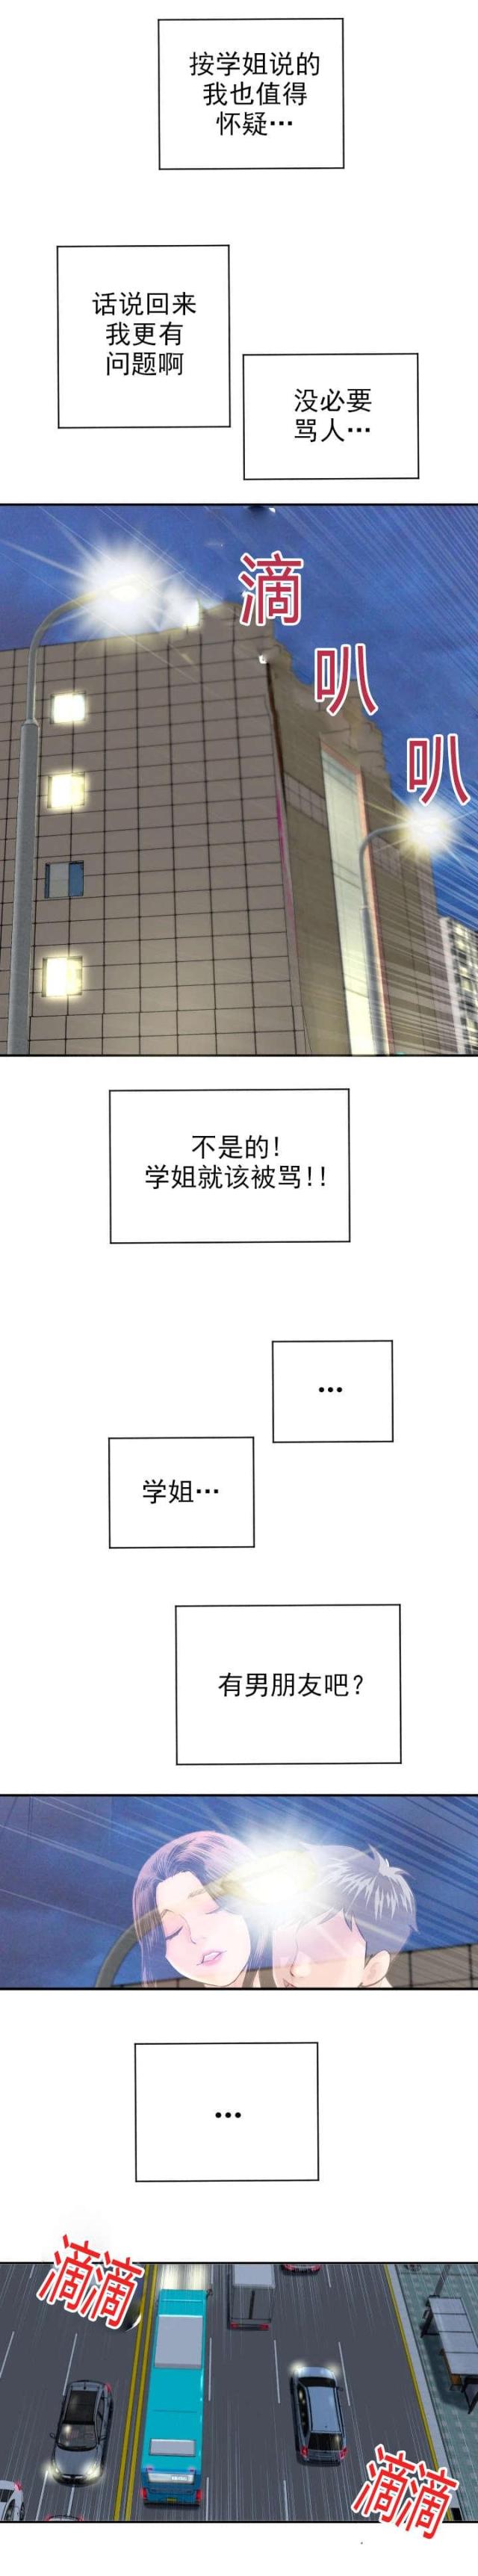 按学姐说的
我也值得
怀疑…
话说回来
我更有
问题啊
没必要
骂人…
滴
叭
叭
不是的!
学姐就该被骂!!
…
学姐…
有男朋友吧?
…
滴滴
滴滴